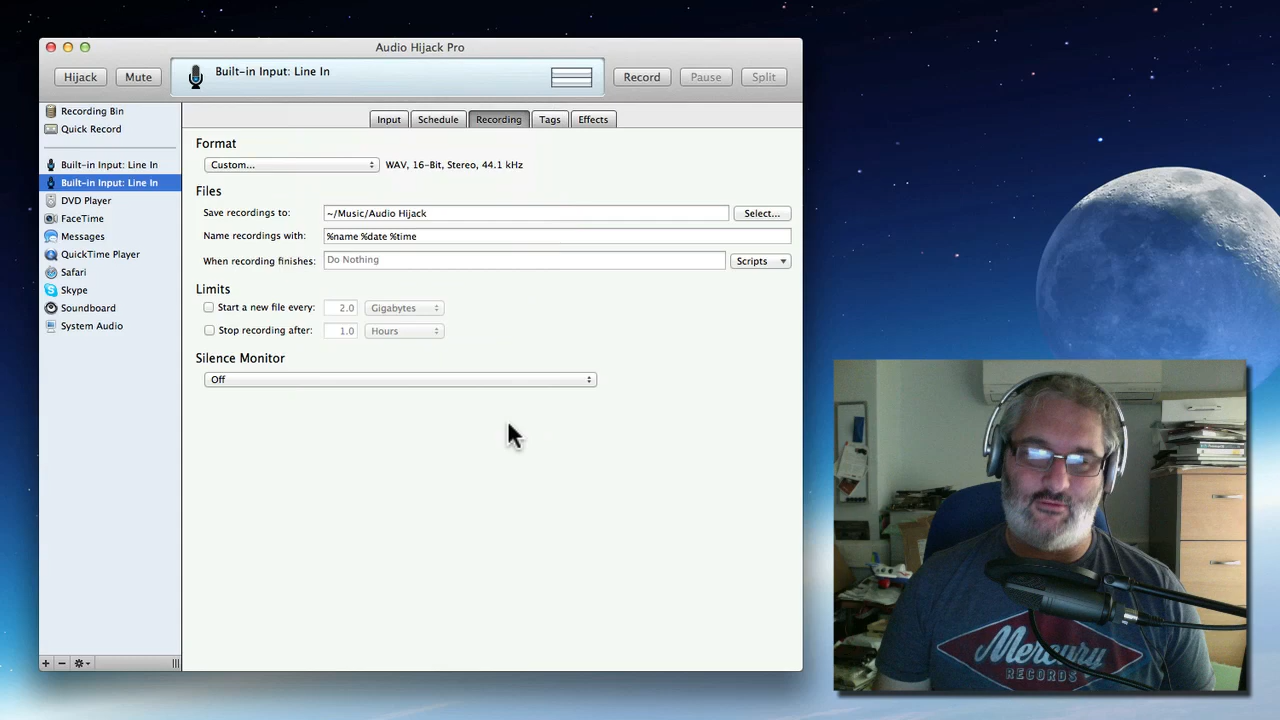 Audio Hijack Pro
Hijack Mute Built-in Input: Line In Record Pause Split
Recording Bin
Quick Record
Built-in Input: Line In
Built-in Input: Line In
DVD Player
FaceTime
Messages
QuickTime Player
Safari
Skype
Soundboard
System Audio
Input Schedule Recording Tags Effects
Format
Custom... WAV, 16-Bit, Stereo, 44.1 kHz
Files
Save recordings to: ~/Music/Audio Hijack Select...
Name recordings with: %name %date %time
When recording finishes: Do Nothing Scripts
Limits
Start a new file every: 2.0 Gigabytes
Stop recording after: 1.0 Hours
Silence Monitor
Off
Mercury
RECORDS